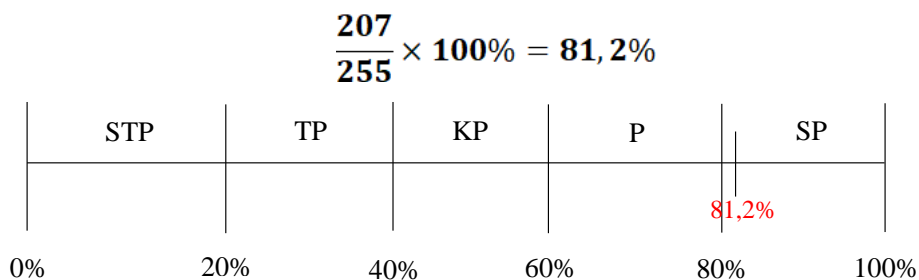 207
255 × 100% = 81,2%
STP TP KP P SP
81,2%
0% 20% 40% 60% 80% 100%